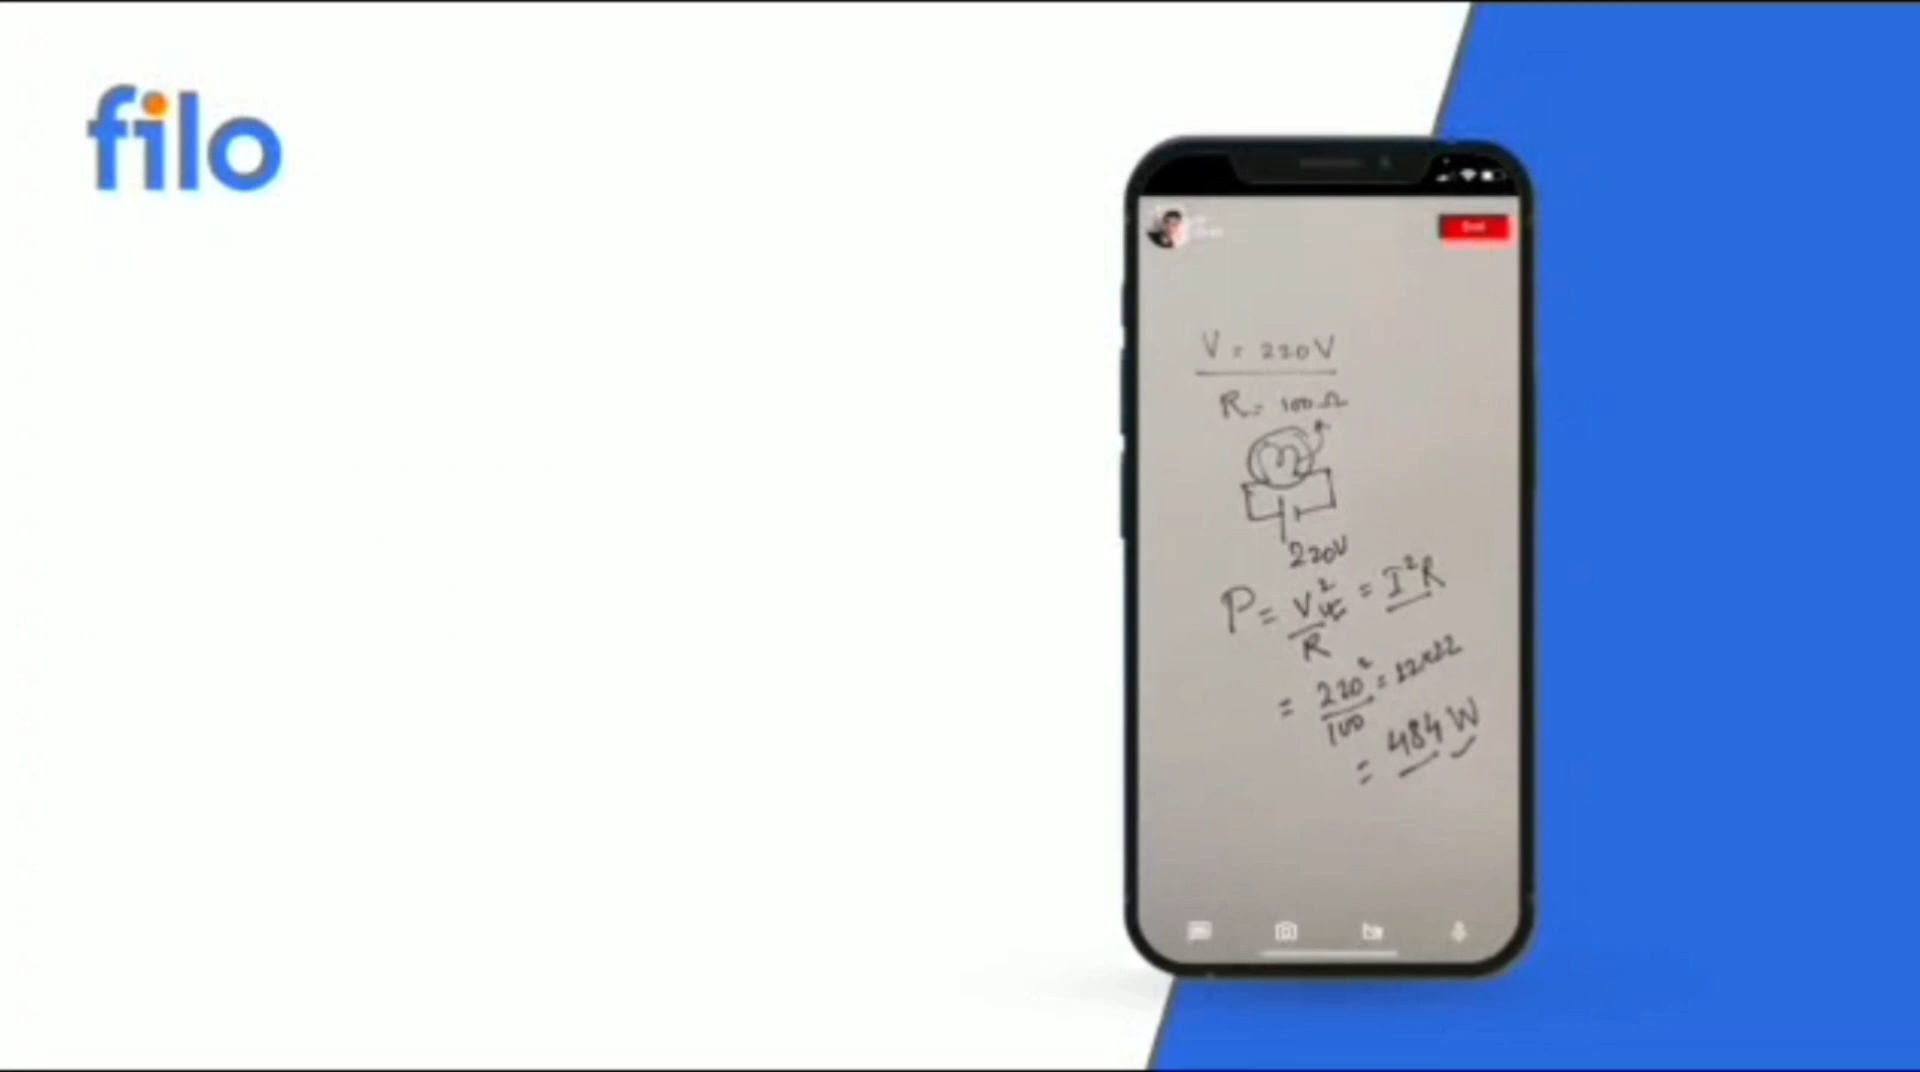 filo
V = 220V
R = 100Ω
220V
P = V² / R = I²R
= 220² / 100 = 22×22
= 484 W